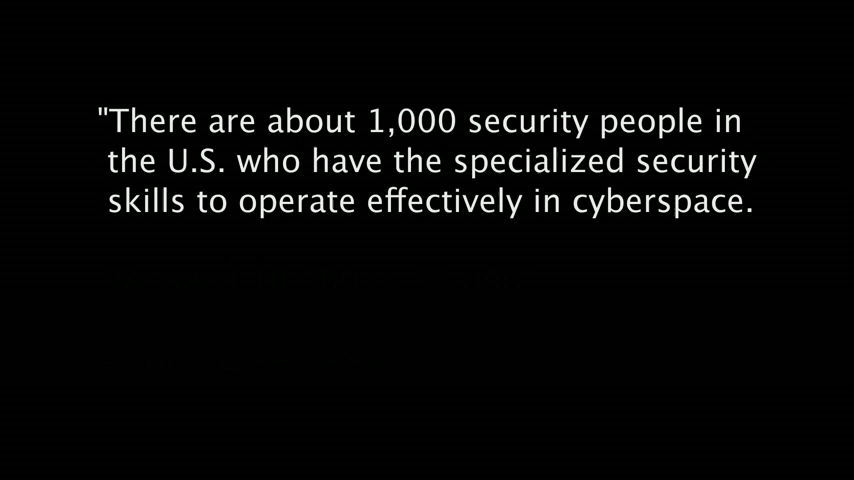 "There are about 1,000 security people in
the U.S. who have the specialized security
skills to operate effectively in cyberspace.